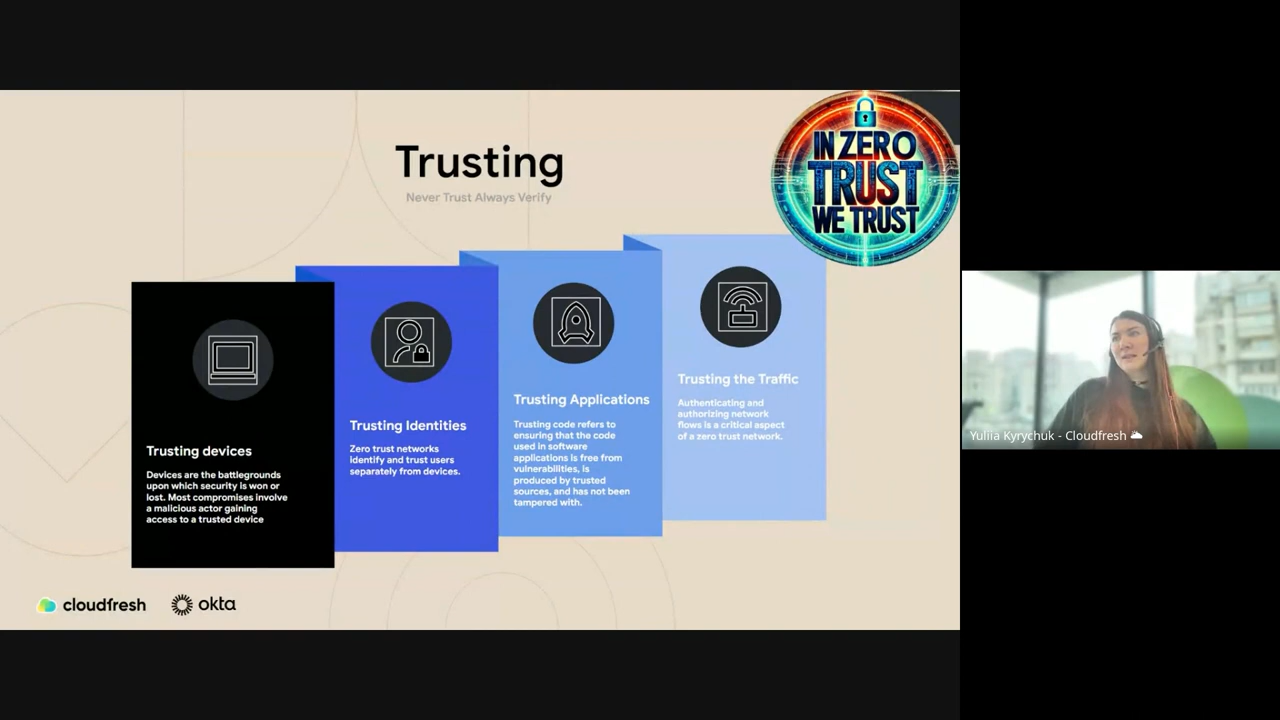 Trusting
Never Trust Always Verify
IN ZERO
TRUST
WE TRUST
Trusting devices
Devices are the battlegrounds
upon which security is won or
lost. Most compromises involve
a malicious actor gaining
access to a trusted device
Trusting Identities
Zero trust networks
identify and trust users
separately from devices.
Trusting Applications
Trusting code refers to
ensuring that the code
used in software
applications is free from
vulnerabilities, is
produced by trusted
sources, and has not been
tampered with.
Trusting the Traffic
Authenticating and
authorizing network
flows is a critical aspect
of a zero trust network.
cloudfresh
okta
Yuliia Kyrychuk - Cloudfresh 🌥️